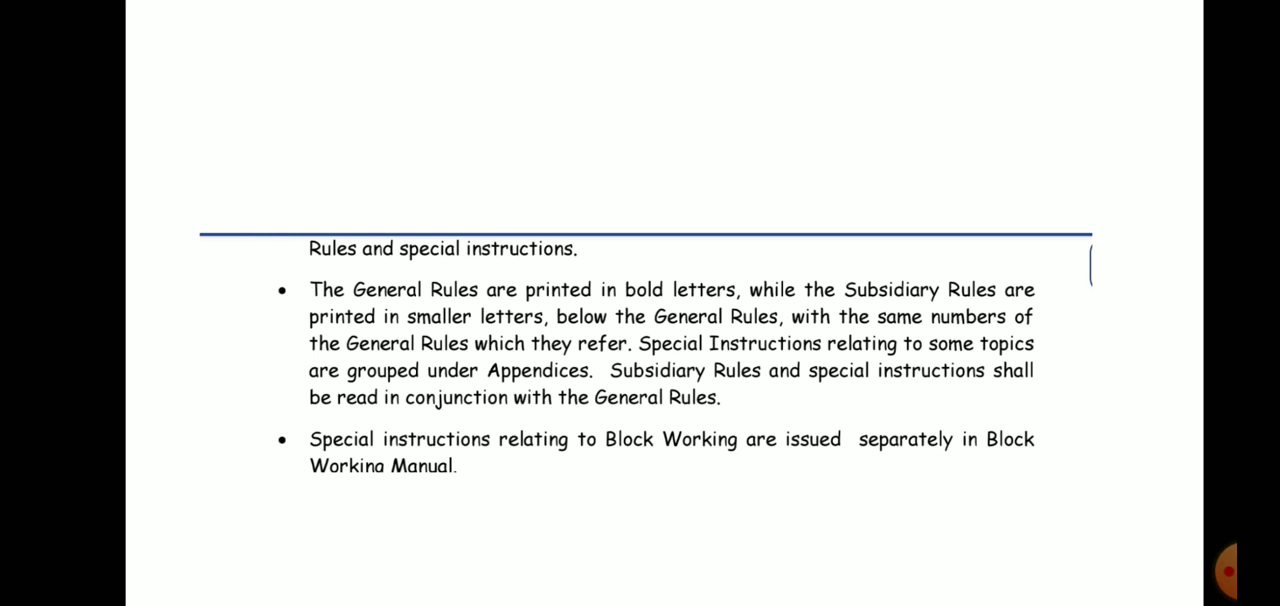 Rules and special instructions.
• The General Rules are printed in bold letters, while the Subsidiary Rules are
printed in smaller letters, below the General Rules, with the same numbers of
the General Rules which they refer. Special Instructions relating to some topics
are grouped under Appendices. Subsidiary Rules and special instructions shall
be read in conjunction with the General Rules.
• Special instructions relating to Block Working are issued separately in Block
Working Manual.